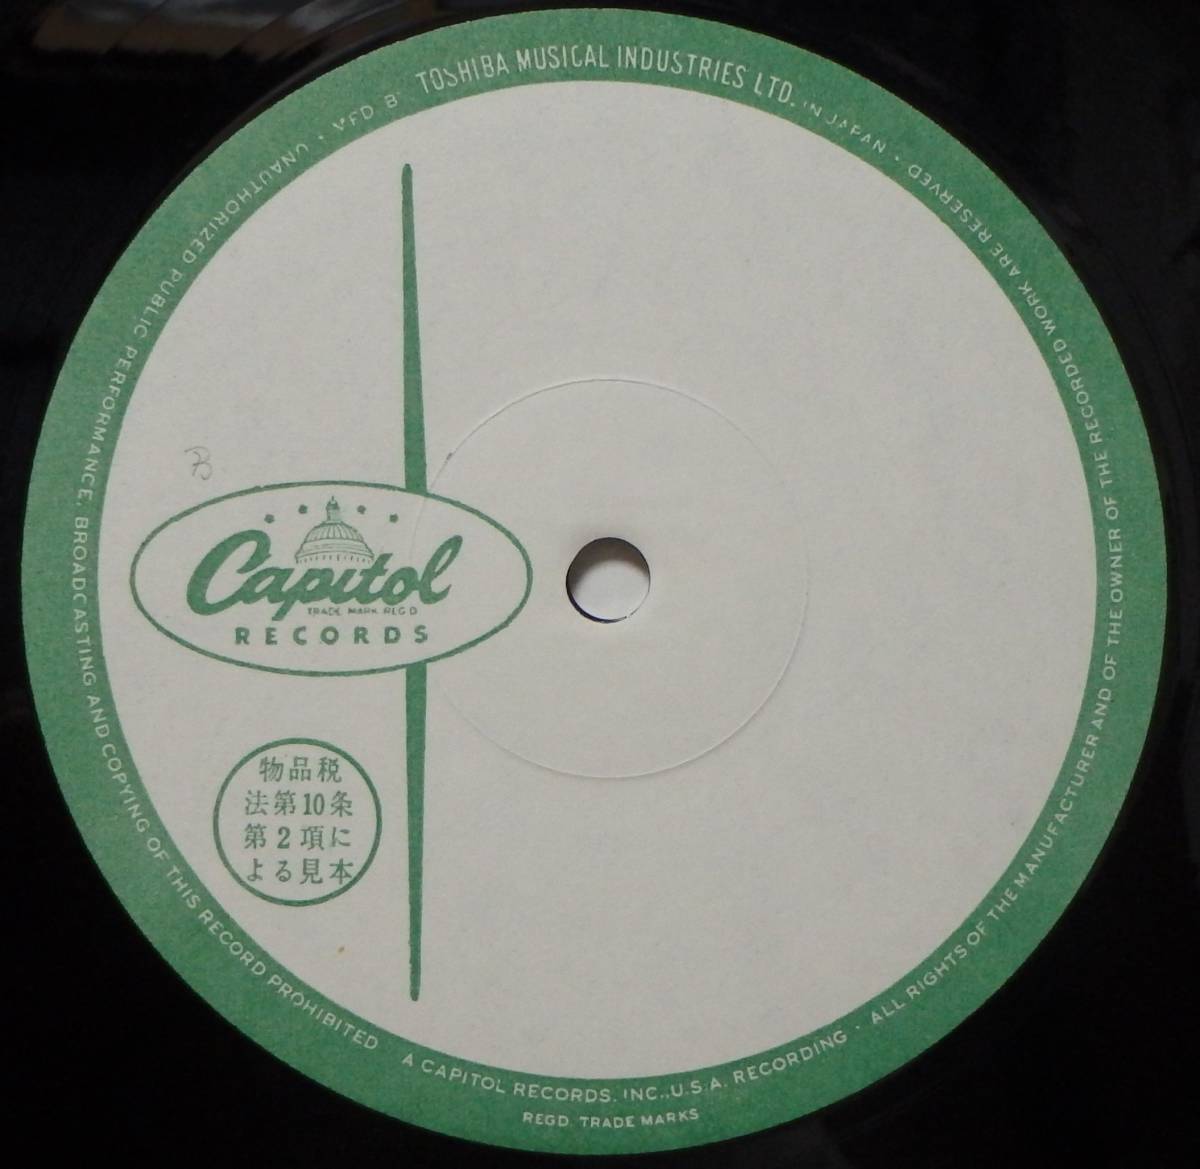 MFD B TOSHIBA MUSICAL INDUSTRIES LTD. IN JAPAN · UNAUTHORIZED PUBLIC PERFORMANCE, BROADCASTING AND COPYING OF THIS RECORD PROHIBITED
A CAPITOL RECORDS, INC., U.S.A. RECORDING · ALL RIGHTS OF THE MANUFACTURER AND OF THE OWNER OF THE RECORDED WORK ARE RESERVED ·
REGD. TRADE MARKS
B
Capitol
TRADE MARK REG'D
RECORDS
物品税
法第10条
第2項に
よる見本